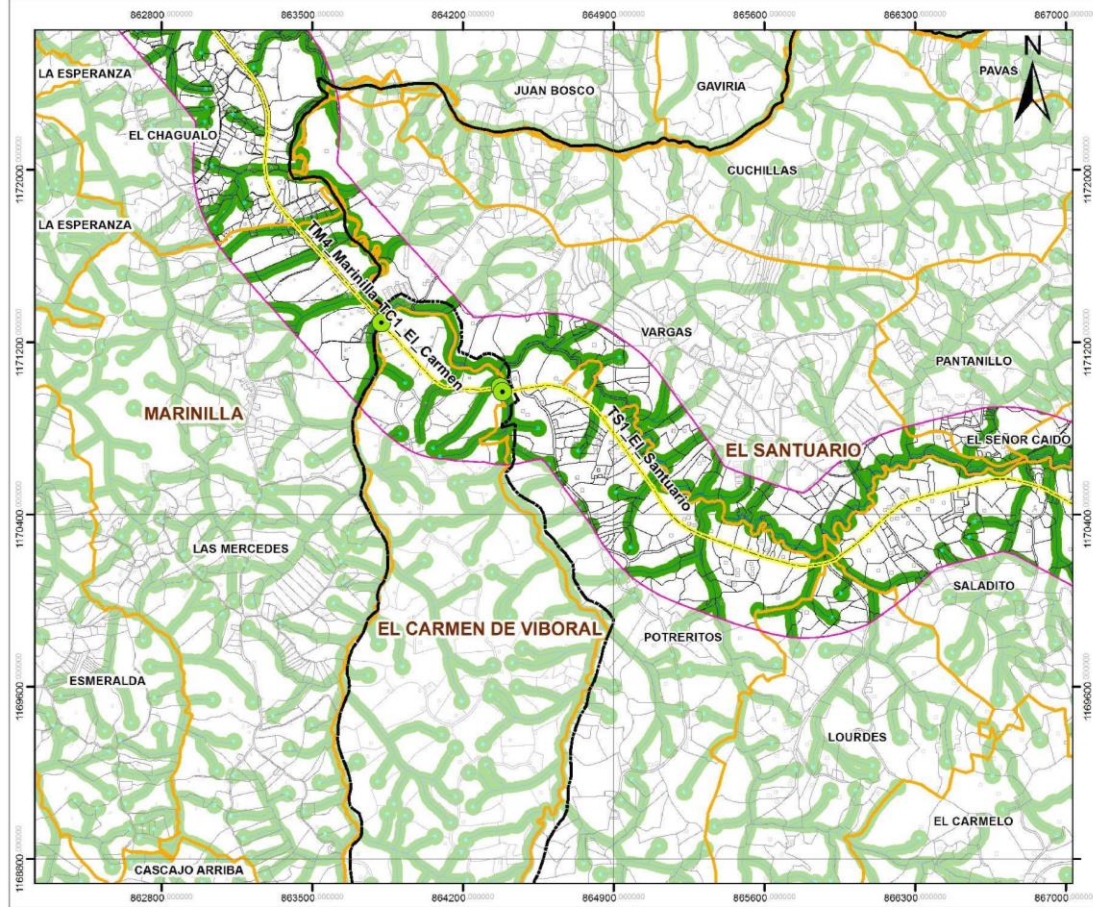 862800.000000 863500.000000 864200.000000 864900.000000 865600.000000 866300.000000 867000.000000
N
LA ESPERANZA
PAVAS
JUAN BOSCO
GAVIRIA
EL CHAGUALO
1172000.000000
CUCHILLAS
1172000.000000
LA ESPERANZA
TM4_Marinilla
TC1_El_Carmen
VARGAS
1171200.000000
PANTANILLO
1171200.000000
MARINILLA
TS1_El_Santuario
EL SANTUARIO
EL SEÑOR CAIDO
1170400.000000
1170400.000000
LAS MERCEDES
SALADITO
EL CARMEN DE VIBORAL
POTRERITOS
ESMERALDA
1169600.000000
1169600.000000
LOURDES
EL CARMELO
1168800.000000
CASCAJO ARRIBA
862800.000000 863500.000000 864200.000000 864900.000000 865600.000000 866300.000000 867000.000000